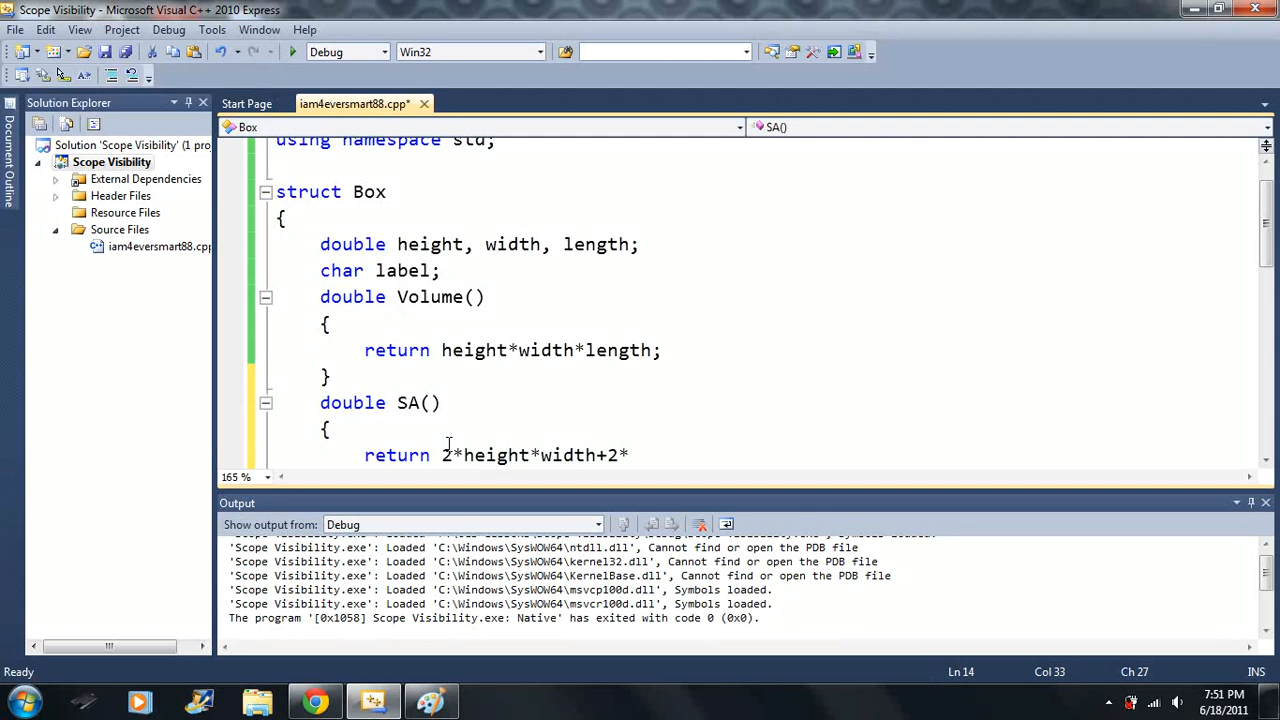 Scope Visibility - Microsoft Visual C++ 2010 Express
File Edit View Project Debug Tools Window Help
Debug Win32
Solution Explorer
Start Page iam4eversmart88.cpp*
Box SA()
Document Outline
Solution 'Scope Visibility' (1 pro
Scope Visibility
External Dependencies
Header Files
Resource Files
Source Files
iam4eversmart88.cpp
using namespace std;
struct Box
{
double height, width, length;
char label;
double Volume()
{
return height*width*length;
}
double SA()
{
return 2*height*width+2*
165 %
Output
Show output from: Debug
'Scope Visibility.exe': Loaded 'C:\Windows\SysWOW64\ntdll.dll', Cannot find or open the PDB file
'Scope Visibility.exe': Loaded 'C:\Windows\SysWOW64\kernel32.dll', Cannot find or open the PDB file
'Scope Visibility.exe': Loaded 'C:\Windows\SysWOW64\KernelBase.dll', Cannot find or open the PDB file
'Scope Visibility.exe': Loaded 'C:\Windows\SysWOW64\msvcp100d.dll', Symbols loaded.
'Scope Visibility.exe': Loaded 'C:\Windows\SysWOW64\msvcr100d.dll', Symbols loaded.
The program '[0x1058] Scope Visibility.exe: Native' has exited with code 0 (0x0).
Ready Ln 14 Col 33 Ch 27 INS
7:51 PM
6/18/2011